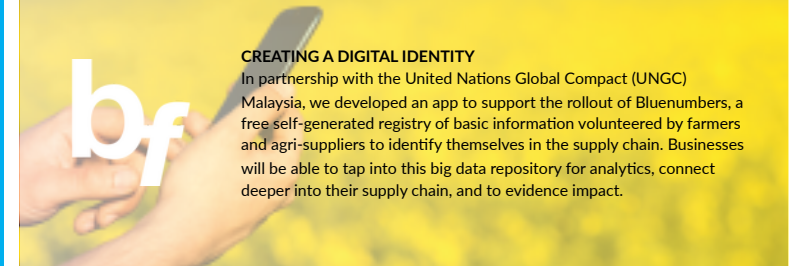 bf
CREATING A DIGITAL IDENTITY
In partnership with the United Nations Global Compact (UNGC)
Malaysia, we developed an app to support the rollout of Bluenumbers, a
free self-generated registry of basic information volunteered by farmers
and agri-suppliers to identify themselves in the supply chain. Businesses
will be able to tap into this big data repository for analytics, connect
deeper into their supply chain, and to evidence impact.